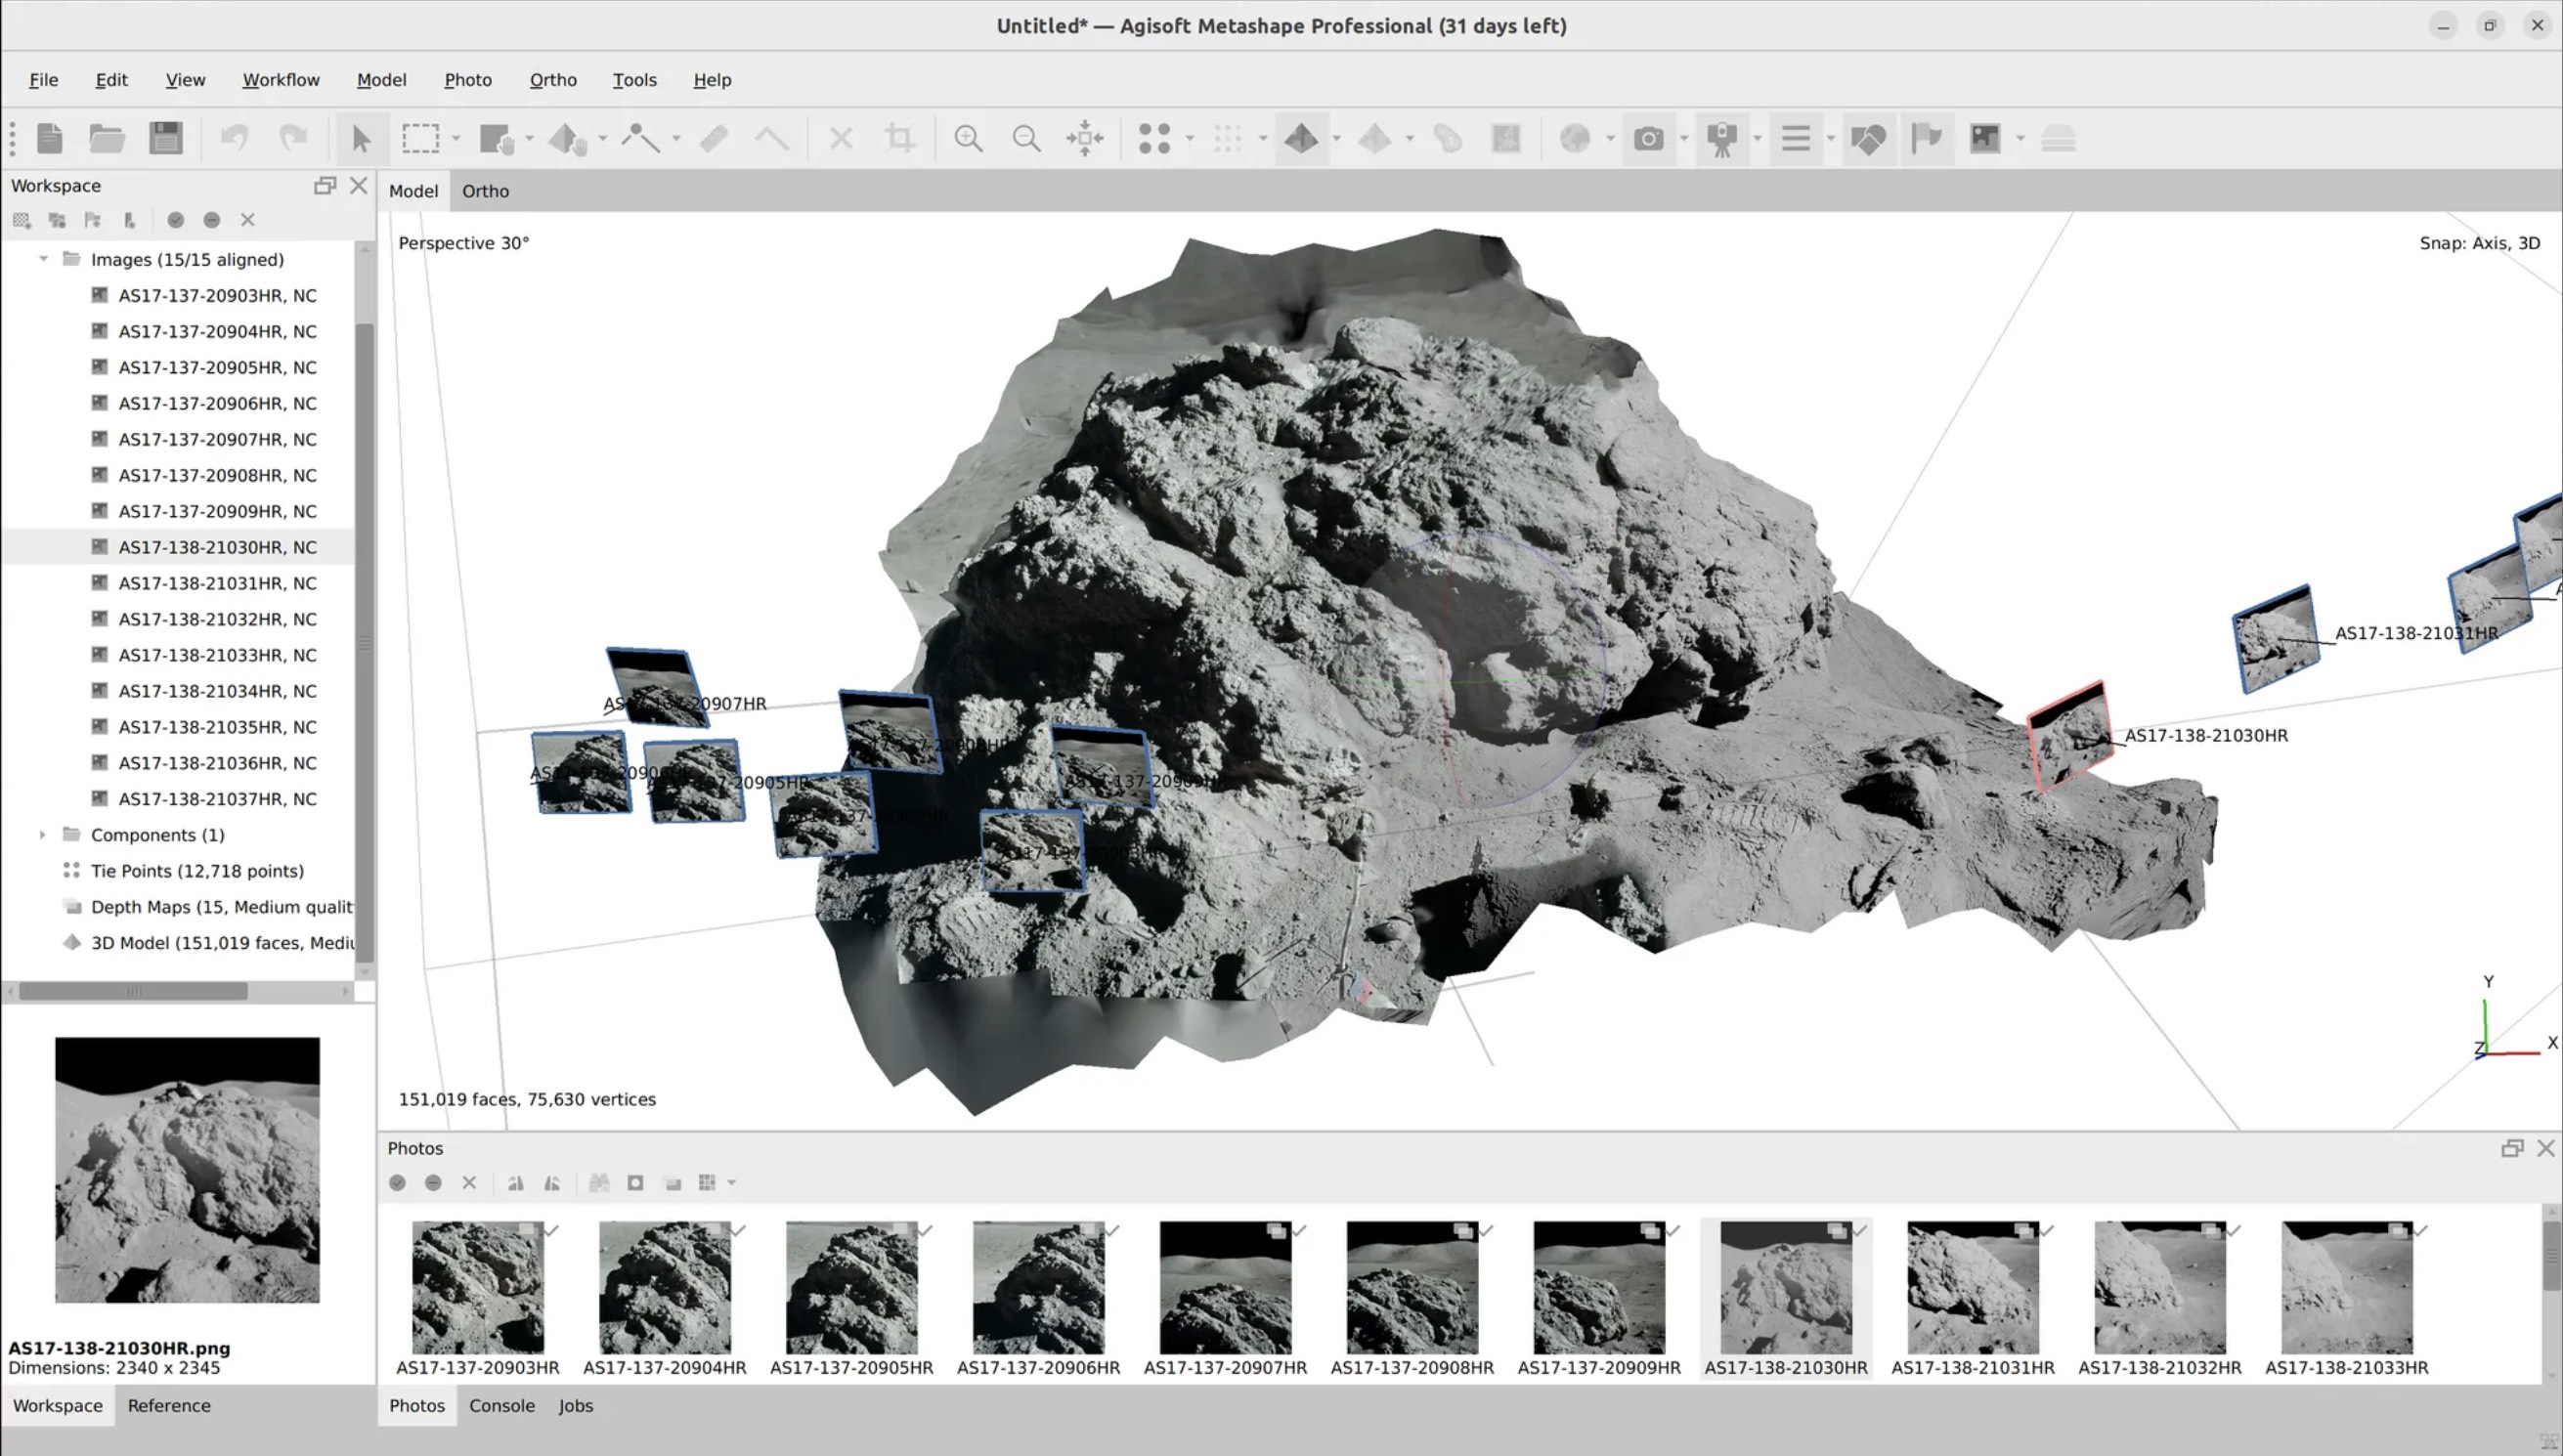 Untitled* — Agisoft Metashape Professional (31 days left)
File Edit View Workflow Model Photo Ortho Tools Help
Workspace
Model Ortho
Perspective 30°
Snap: Axis, 3D
Images (15/15 aligned)
AS17-137-20903HR, NC
AS17-137-20904HR, NC
AS17-137-20905HR, NC
AS17-137-20906HR, NC
AS17-137-20907HR, NC
AS17-137-20908HR, NC
AS17-137-20909HR, NC
AS17-138-21030HR, NC
AS17-138-21031HR, NC
AS17-138-21032HR, NC
AS17-138-21033HR, NC
AS17-138-21034HR, NC
AS17-138-21035HR, NC
AS17-138-21036HR, NC
AS17-138-21037HR, NC
Components (1)
Tie Points (12,718 points)
Depth Maps (15, Medium qualit
3D Model (151,019 faces, Mediu
AS17-138-21031HR
AS17-138-21030HR
Y
X
Z
151,019 faces, 75,630 vertices
AS17-138-21030HR.png
Dimensions: 2340 x 2345
Workspace Reference
Photos
AS17-137-20903HR AS17-137-20904HR AS17-137-20905HR AS17-137-20906HR AS17-137-20907HR AS17-137-20908HR AS17-137-20909HR AS17-138-21030HR AS17-138-21031HR AS17-138-21032HR AS17-138-21033HR
Photos Console Jobs